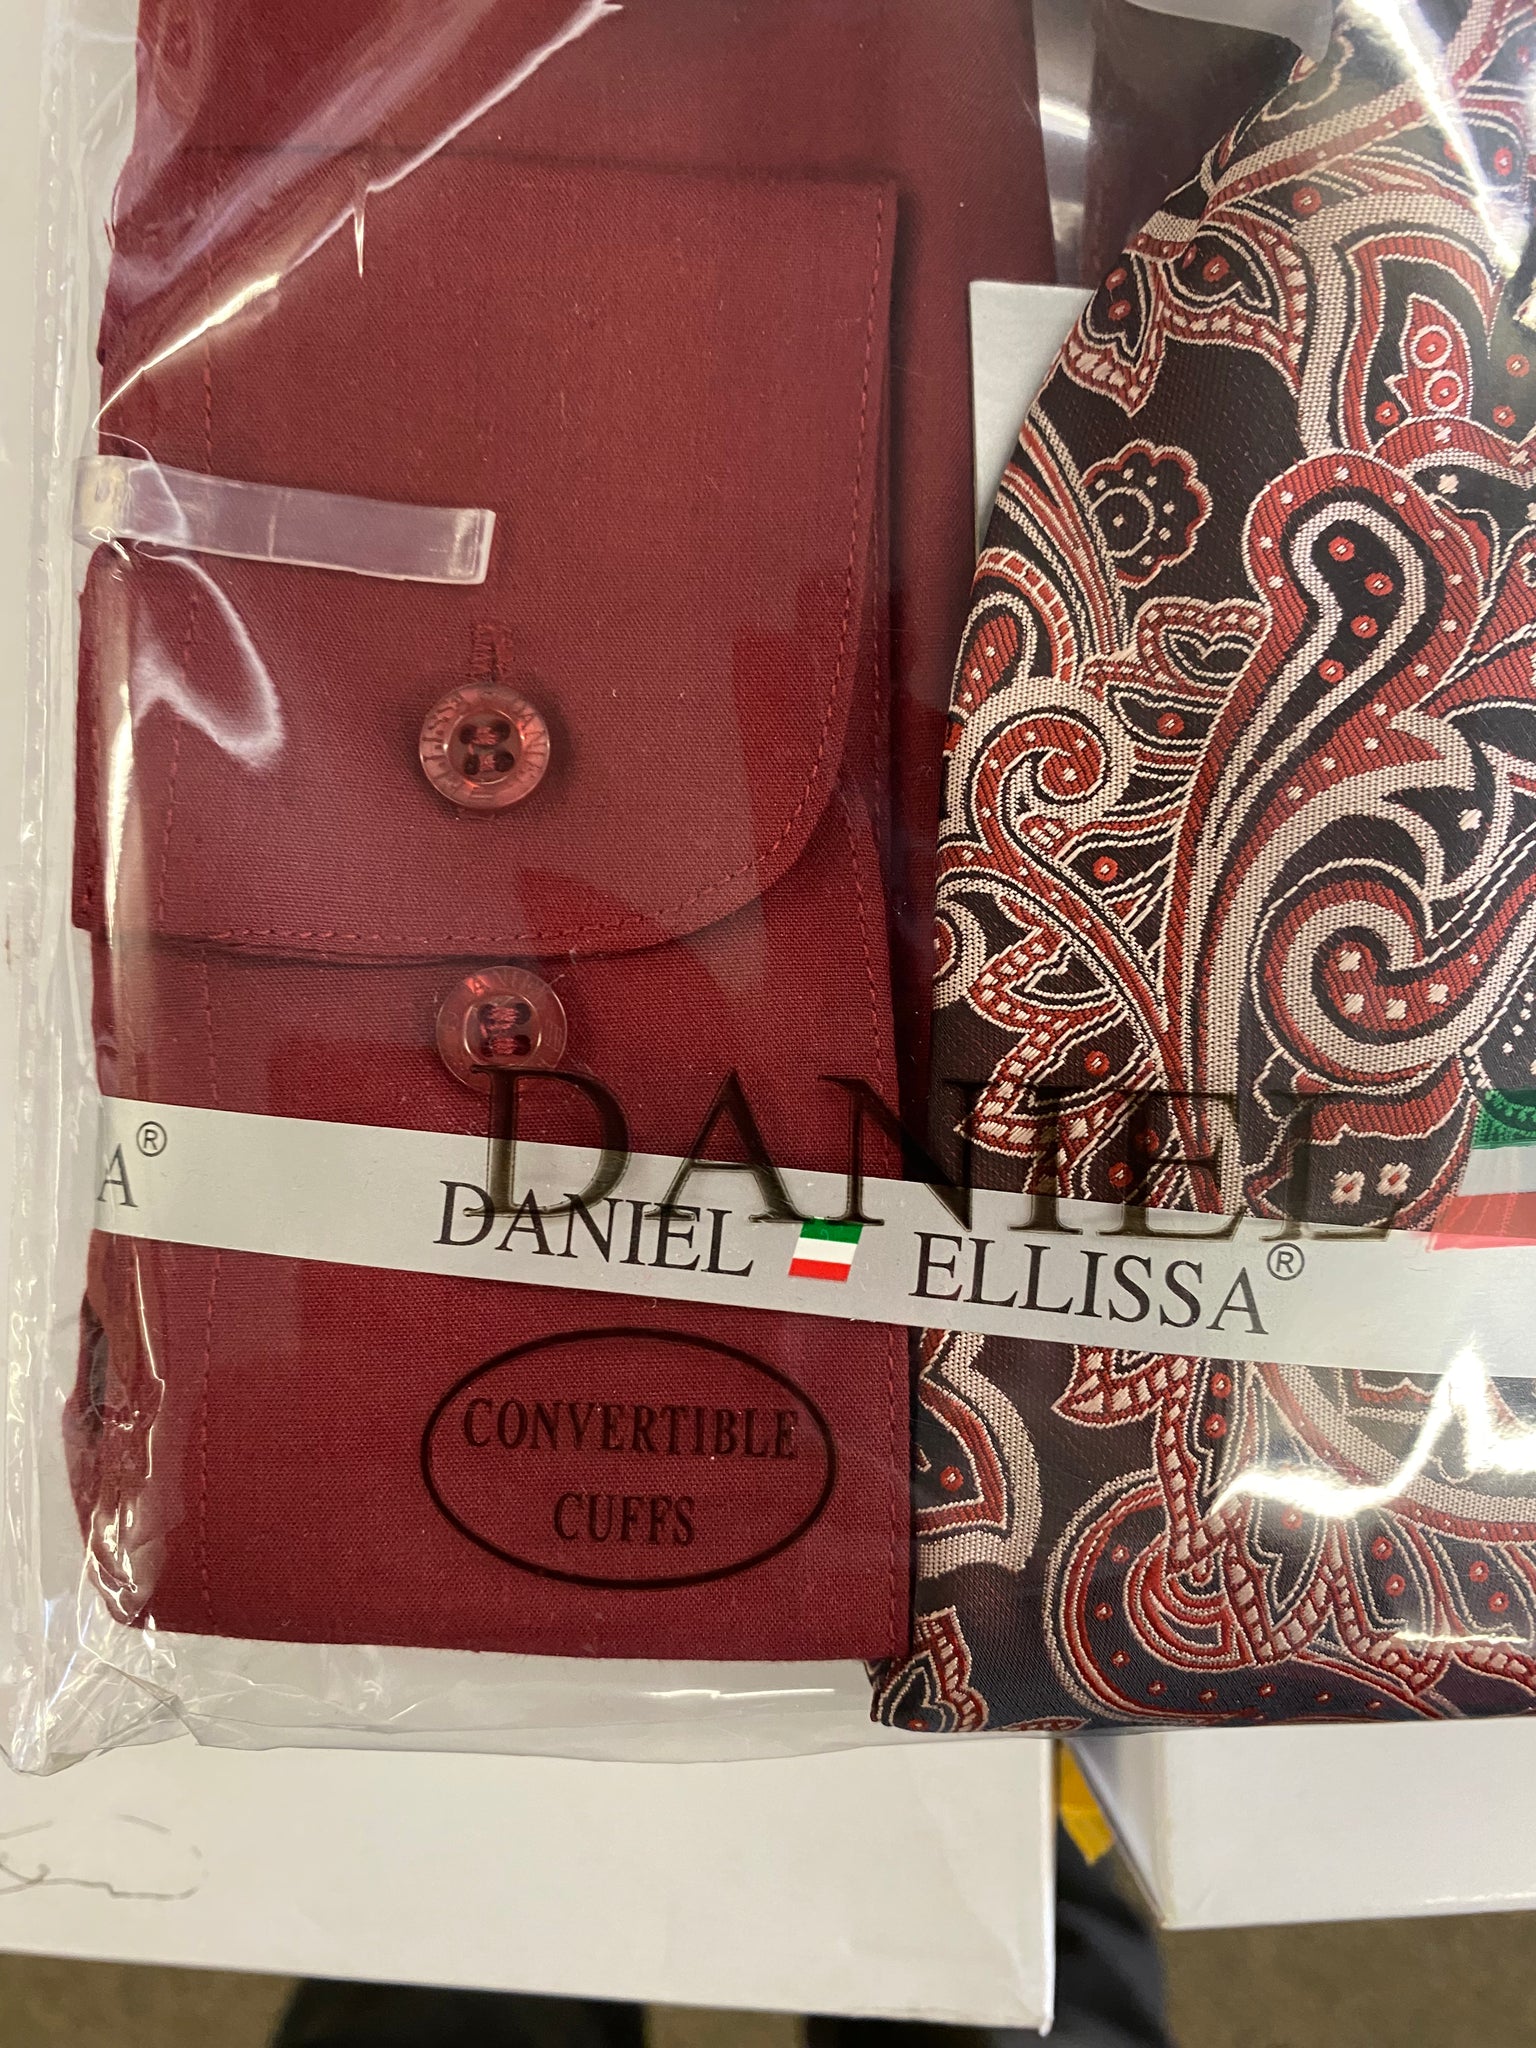 DANIEL
A®
DANIEL ELLISSA®
CONVERTIBLE
CUFFS